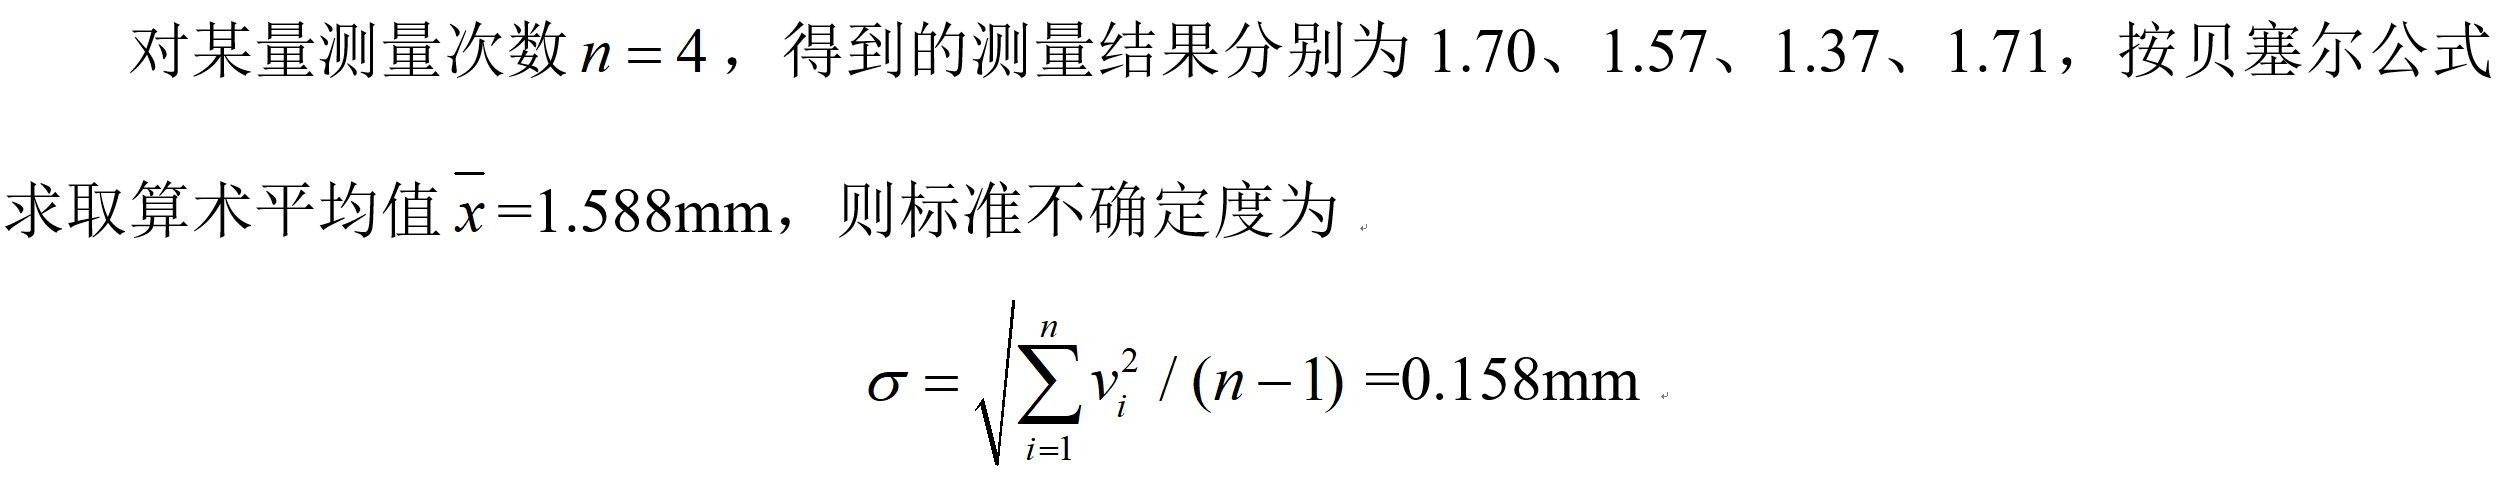 对某量测量次数 n = 4，得到的测量结果分别为 1.70、1.57、1.37、1.71，按贝塞尔公式
求取算术平均值 x̅ =1.588mm，则标准不确定度为
σ = √(∑_{i=1}^{n} v_i^2 / (n − 1)) =0.158mm